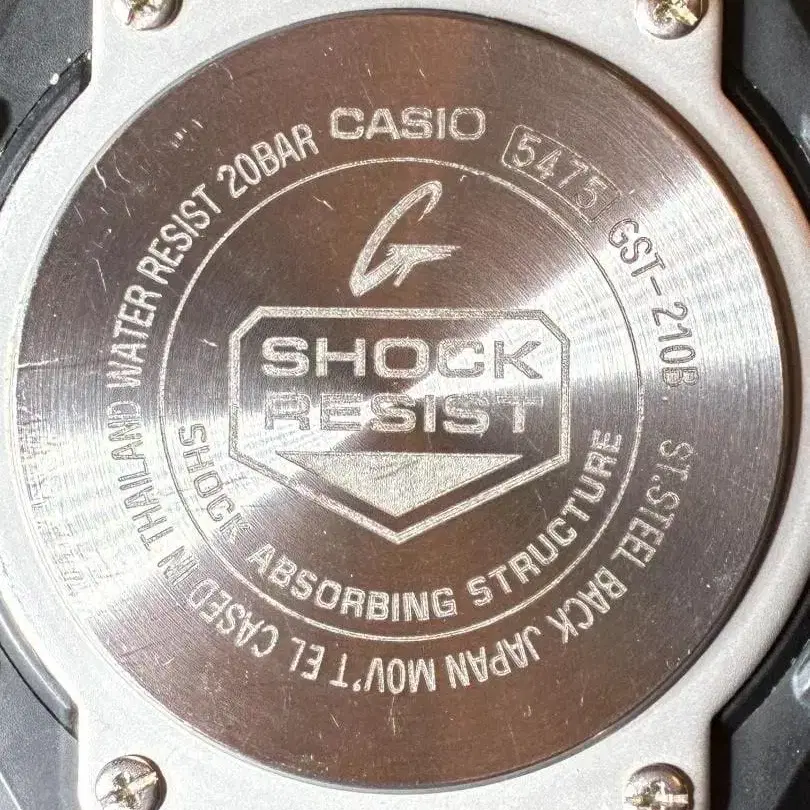 CASIO
5475
GST-210B
ST.STEEL BACK JAPAN MOV'T EL CASED IN THAILAND WATER RESIST 20BAR
G
SHOCK
RESIST
SHOCK ABSORBING STRUCTURE